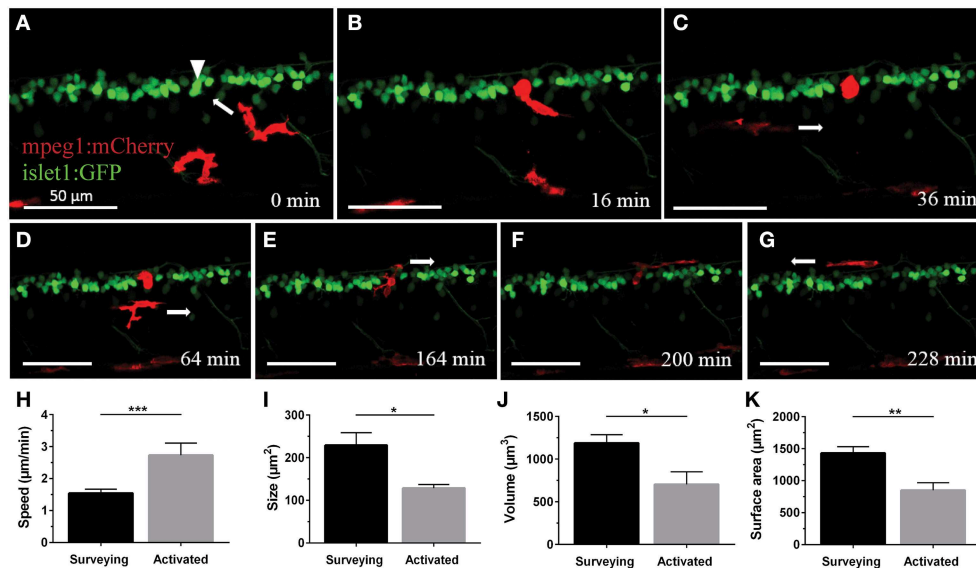 A
B
C
mpeg1:mCherry
islet1:GFP
50 µm
0 min
16 min
36 min
D
E
F
G
64 min
164 min
200 min
228 min
H
I
J
K
***
*
*
**
Speed (µm/min)
4
3
2
1
0
Surveying Activated
Size (µm²)
300
200
100
0
Surveying Activated
Volume (µm³)
1500
1000
500
0
Surveying Activated
Surface area (µm²)
2000
1500
1000
500
0
Surveying Activated